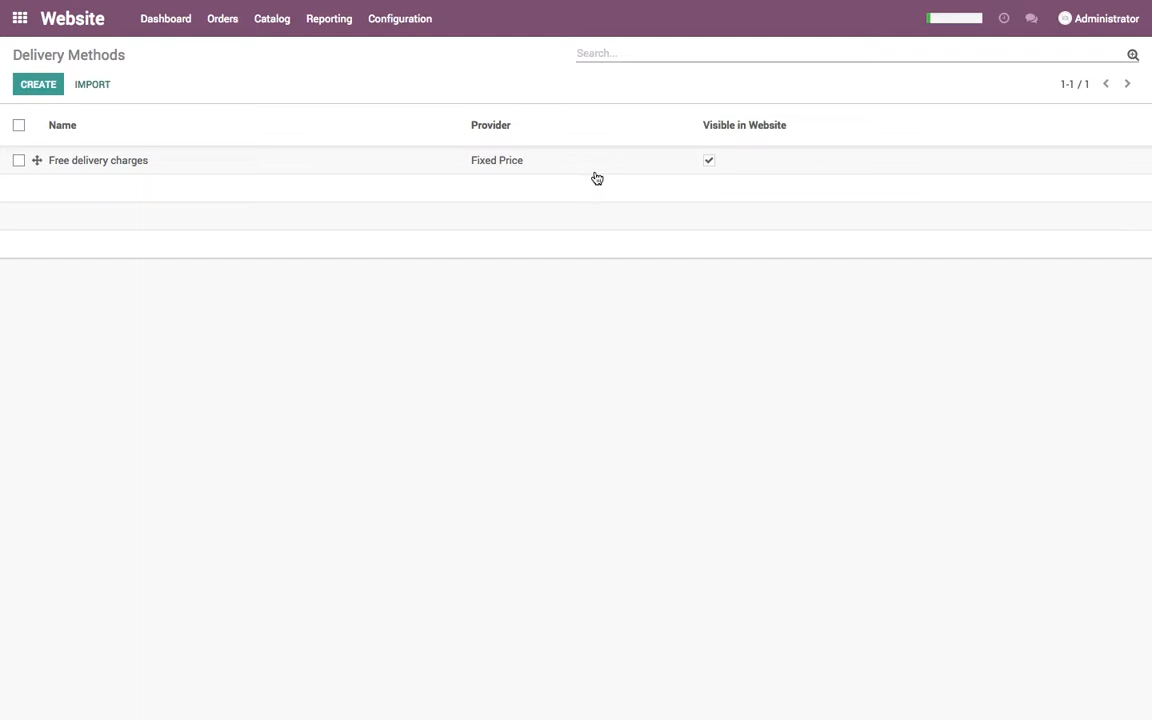 Website Dashboard Orders Catalog Reporting Configuration Administrator
Delivery Methods Search...
CREATE IMPORT 1-1 / 1
Name Provider Visible in Website
Free delivery charges Fixed Price